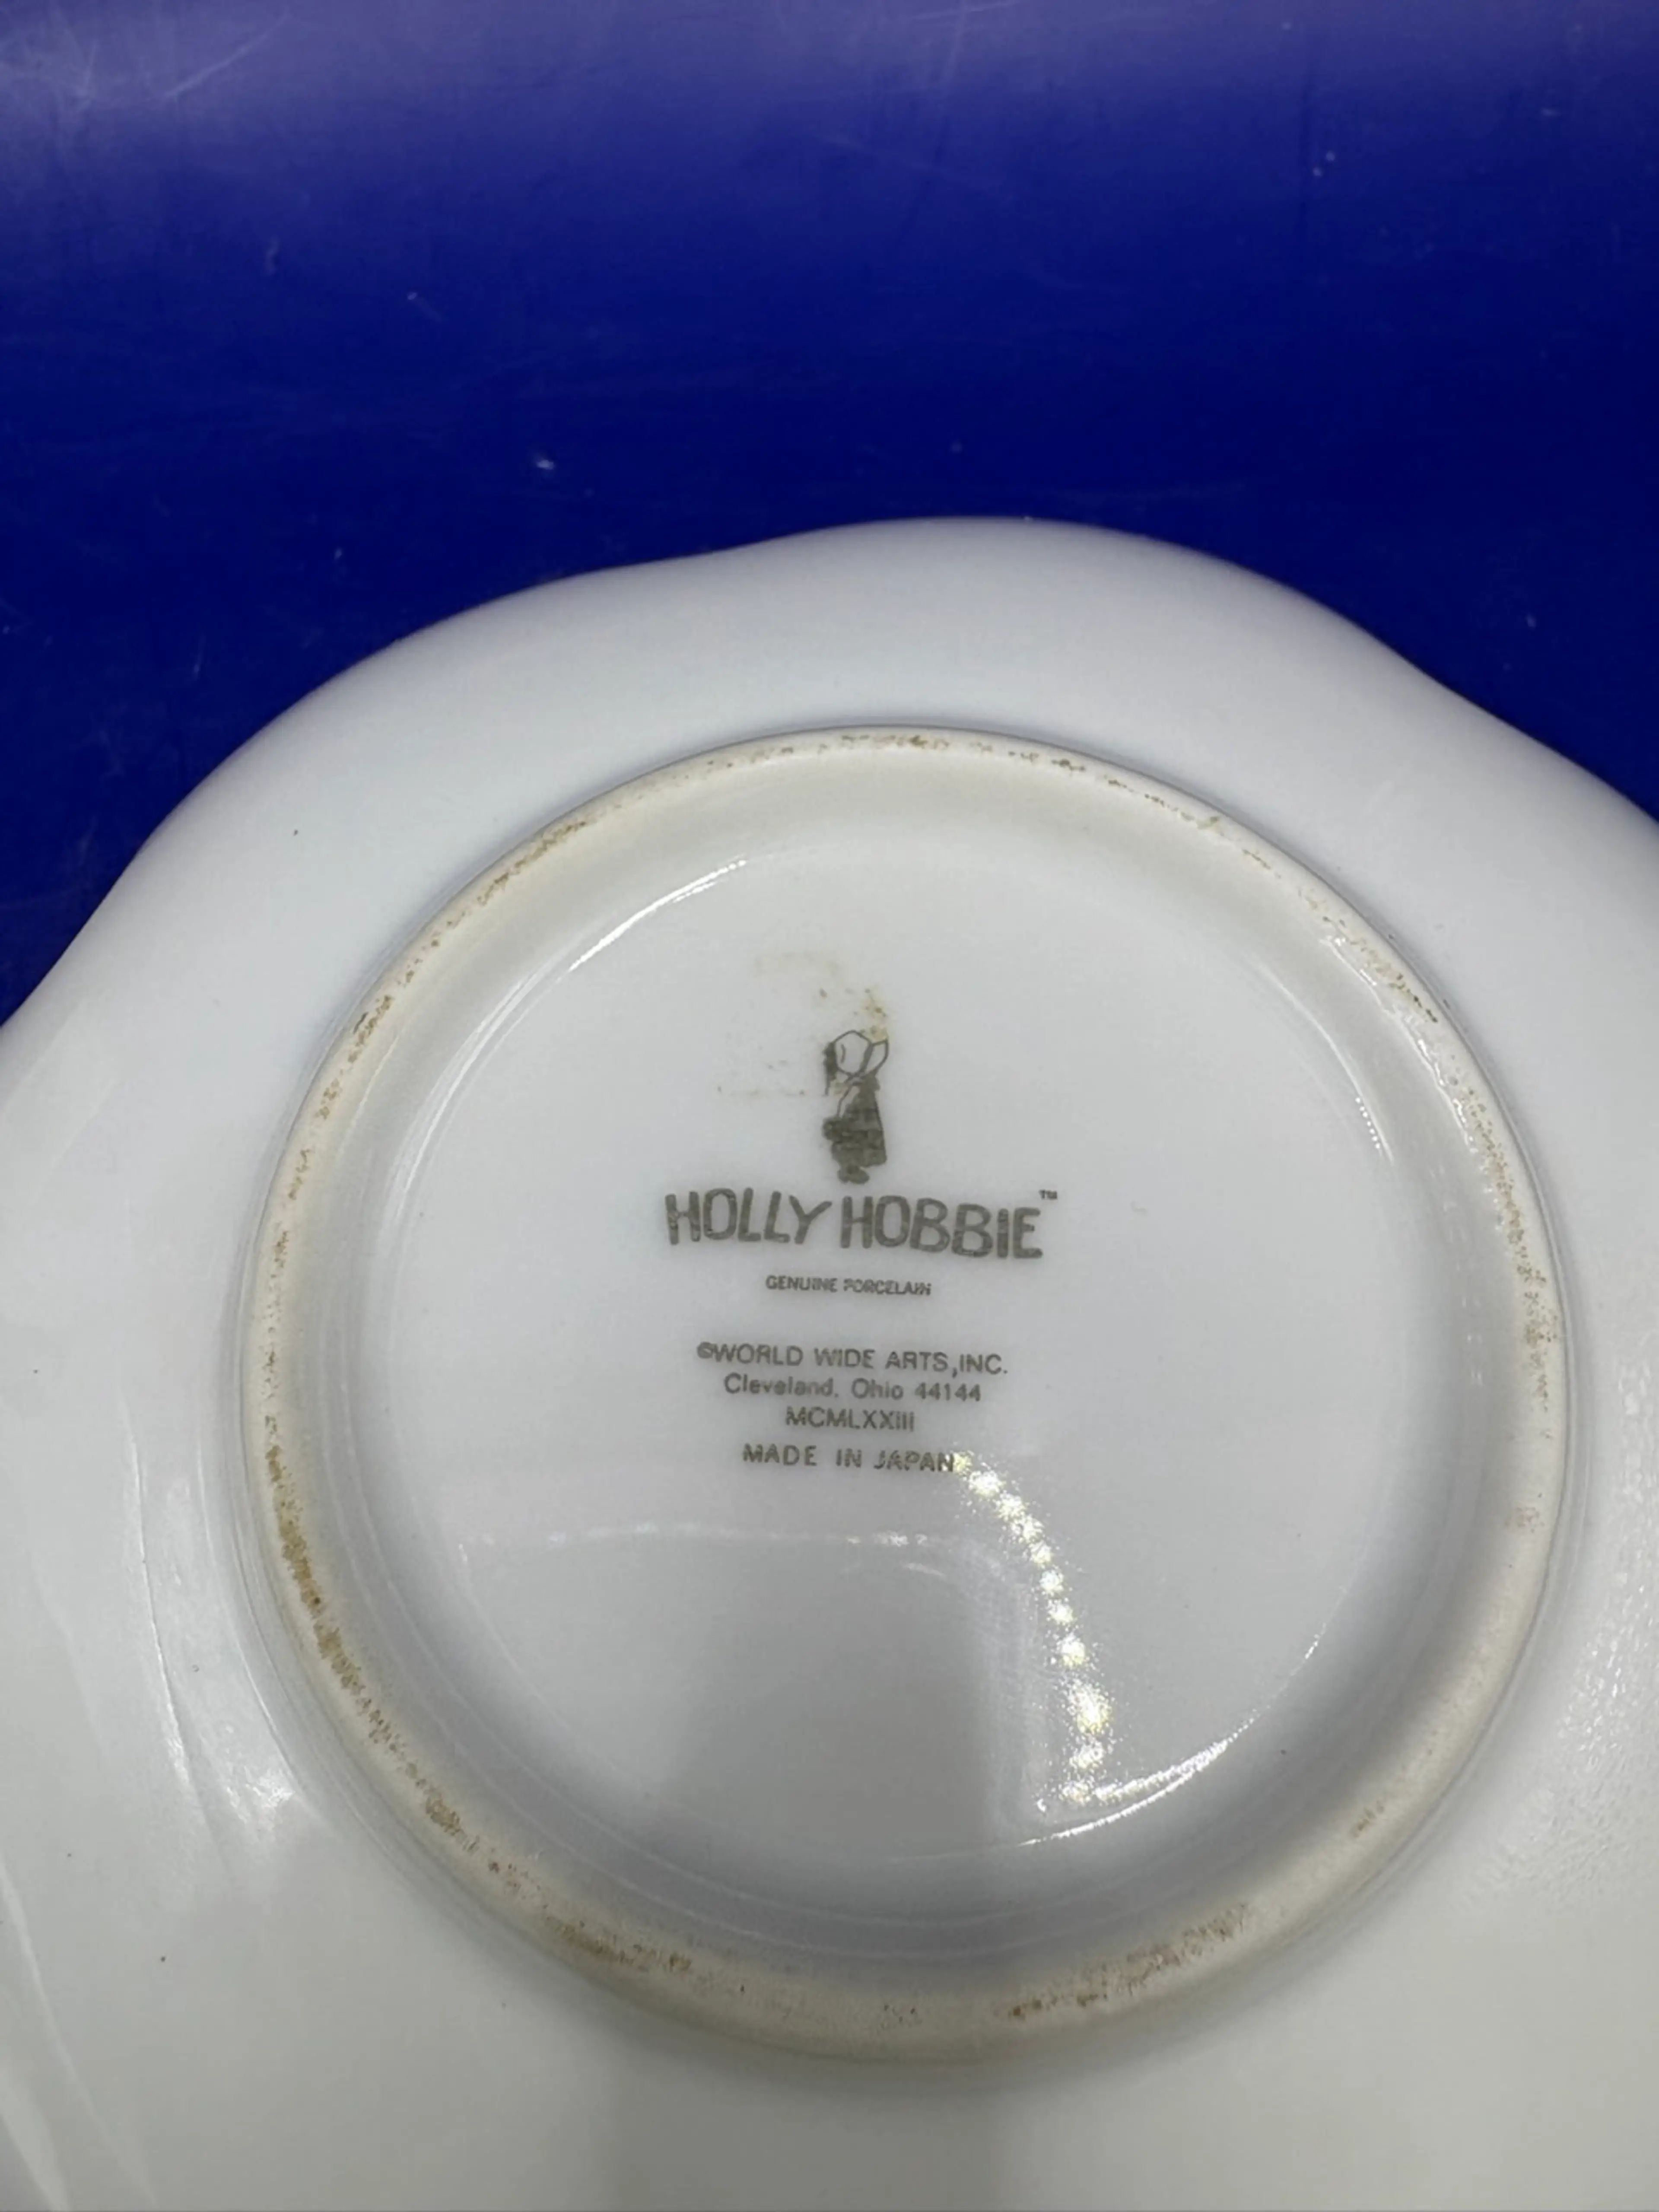 HOLLY HOBBIE™
GENUINE PORCELAIN
©WORLD WIDE ARTS,INC.
Cleveland, Ohio 44144
MCMLXXIII
MADE IN JAPAN